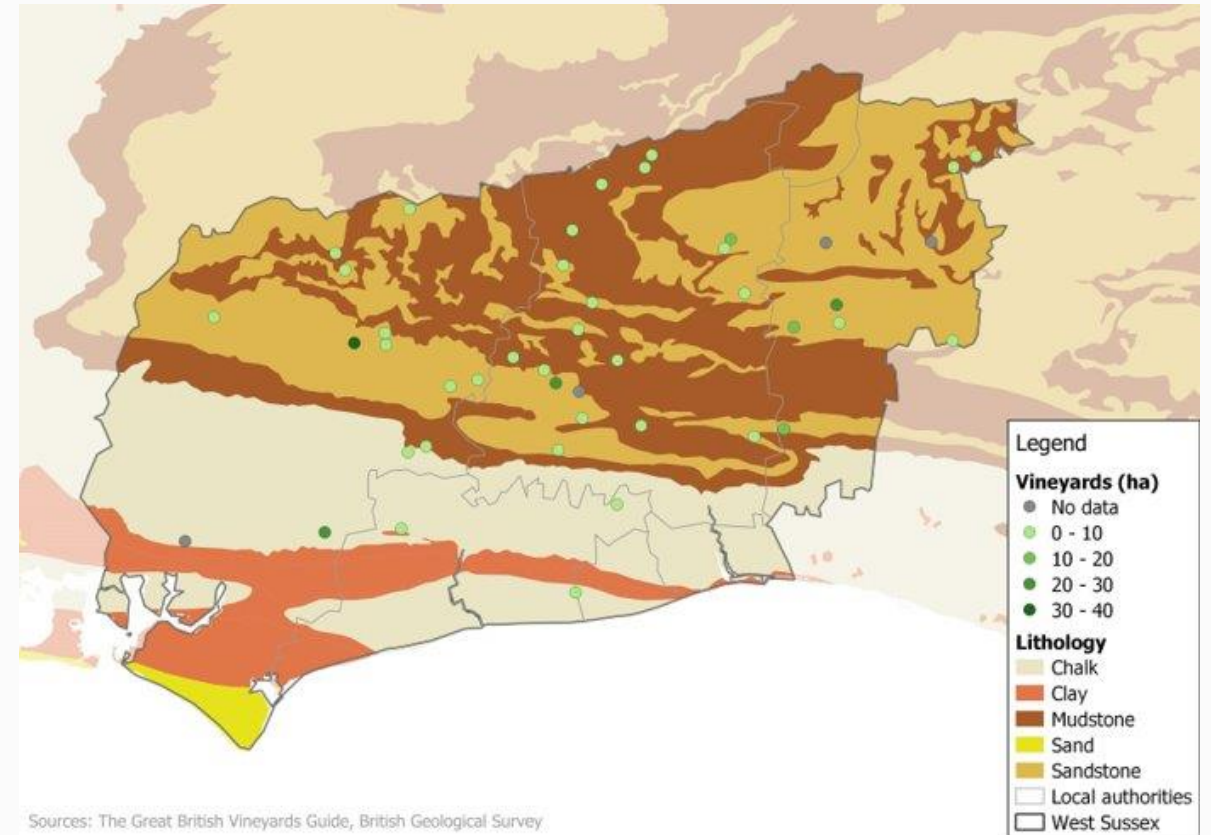 Legend
Vineyards (ha)
No data
0 - 10
10 - 20
20 - 30
30 - 40
Lithology
Chalk
Clay
Mudstone
Sand
Sandstone
Local authorities
West Sussex
Sources: The Great British Vineyards Guide, British Geological Survey